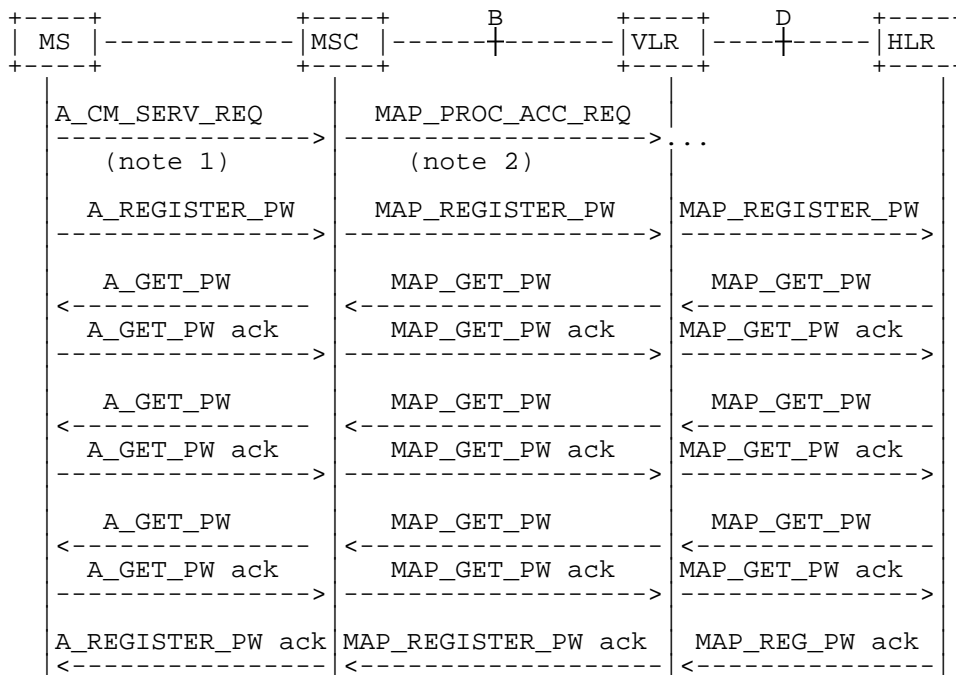 B D
MS MSC VLR HLR
A_CM_SERV_REQ MAP_PROC_ACC_REQ
...
(note 1) (note 2)
A_REGISTER_PW MAP_REGISTER_PW MAP_REGISTER_PW
A_GET_PW MAP_GET_PW MAP_GET_PW
A_GET_PW ack MAP_GET_PW ack MAP_GET_PW ack
A_GET_PW MAP_GET_PW MAP_GET_PW
A_GET_PW ack MAP_GET_PW ack MAP_GET_PW ack
A_GET_PW MAP_GET_PW MAP_GET_PW
A_GET_PW ack MAP_GET_PW ack MAP_GET_PW ack
A_REGISTER_PW ack MAP_REGISTER_PW ack MAP_REG_PW ack